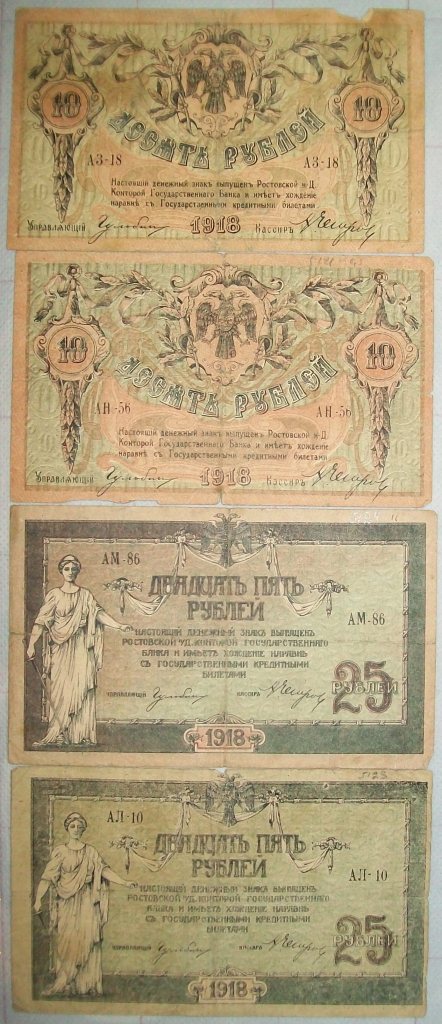 10 10
ДЕСЯТЬ РУБЛЕЙ
АЗ-18 АЗ-18
Настоящій денежный знакъ выпущенъ Ростовской н-Д.
Конторой Государственнаго Банка и имѣетъ хожденіе
наравнѣ съ Государственными кредитными билетами
Управляющій 1918 Кассиръ
10 10
ДЕСЯТЬ РУБЛЕЙ
АН-56 АН-56
Настоящій денежный знакъ выпущенъ Ростовской н-Д.
Конторой Государственнаго Банка и имѣетъ хожденіе
наравнѣ съ Государственными кредитными билетами
Управляющій 1918 Кассиръ
АМ-86
ДВАДЦАТЬ ПЯТЬ
РУБЛЕЙ
АМ-86
НАСТОЯЩІЙ ДЕНЕЖНЫЙ ЗНАКЪ ВЫПУЩЕНЪ
РОСТОВСКОЙ Н/Д. КОНТОРОЙ ГОСУДАРСТВЕННАГО
БАНКА И ИМѢЕТЪ ХОЖДЕНІЕ НАРАВНѢ
СЪ ГОСУДАРСТВЕННЫМИ КРЕДИТНЫМИ
БИЛЕТАМИ
УПРАВЛЯЮЩІЙ КАССИРЪ
25
РУБЛЕЙ
1918
5123
АЛ-10
ДВАДЦАТЬ ПЯТЬ
РУБЛЕЙ
АЛ-10
НАСТОЯЩІЙ ДЕНЕЖНЫЙ ЗНАКЪ ВЫПУЩЕНЪ
РОСТОВСКОЙ Н/Д. КОНТОРОЙ ГОСУДАРСТВЕННАГО
БАНКА И ИМѢЕТЪ ХОЖДЕНІЕ НАРАВНѢ
СЪ ГОСУДАРСТВЕННЫМИ КРЕДИТНЫМИ
БИЛЕТАМИ
УПРАВЛЯЮЩІЙ КАССИРЪ
25
РУБЛЕЙ
1918